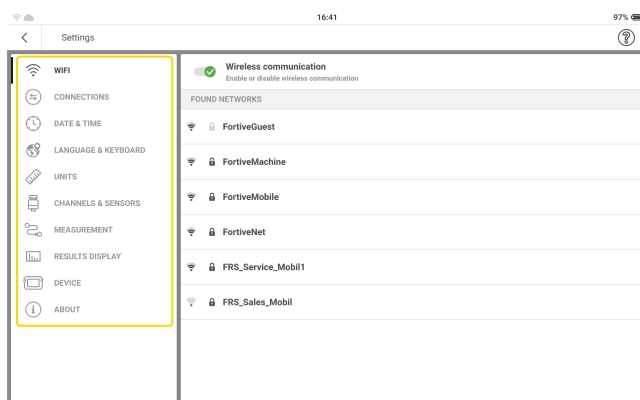 16:41
97%
Settings
WIFI
CONNECTIONS
DATE & TIME
LANGUAGE & KEYBOARD
UNITS
CHANNELS & SENSORS
MEASUREMENT
RESULTS DISPLAY
DEVICE
ABOUT
Wireless communication
Enable or disable wireless communication
FOUND NETWORKS
FortiveGuest
FortiveMachine
FortiveMobile
FortiveNet
FRS_Service_Mobil1
FRS_Sales_Mobil